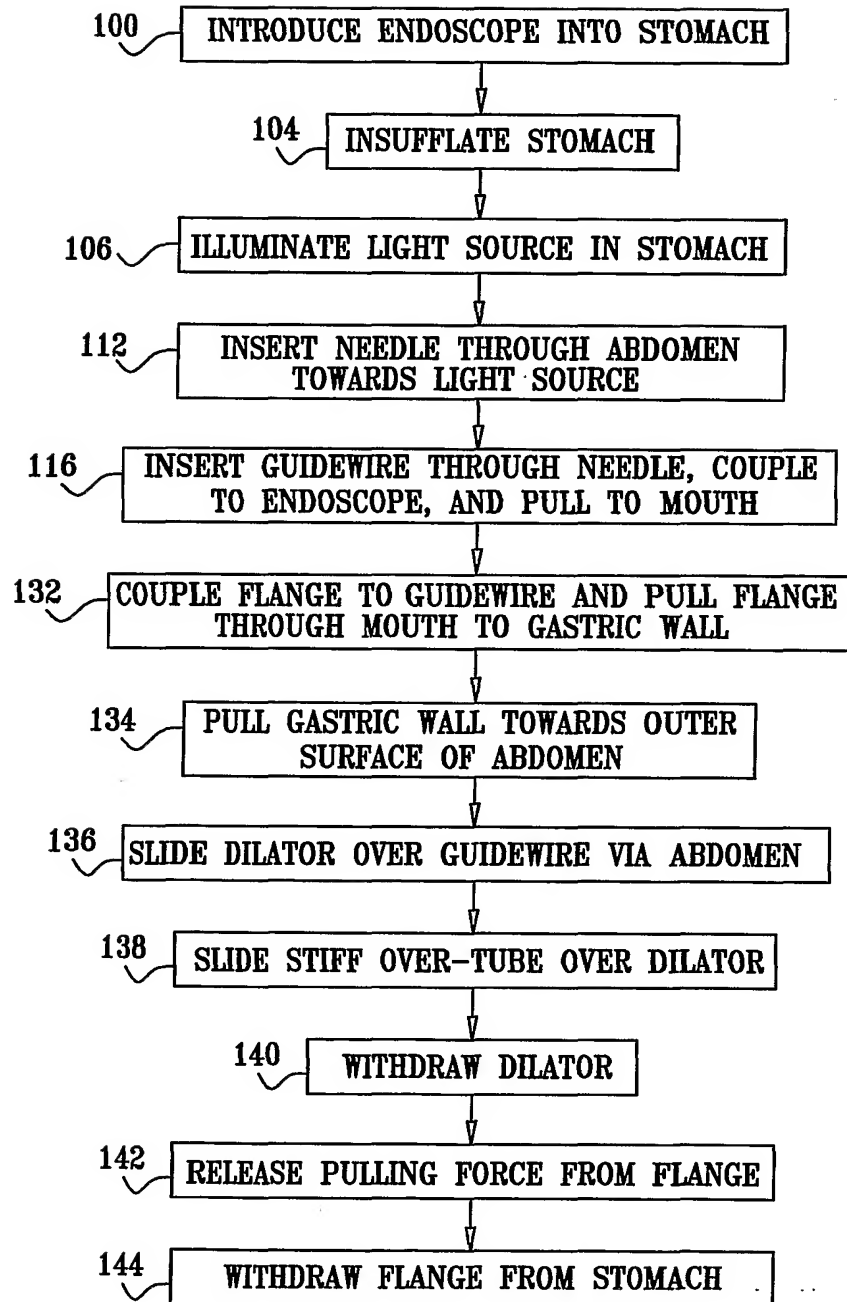 100
INTRODUCE ENDOSCOPE INTO STOMACH
104
INSUFFLATE STOMACH
106
ILLUMINATE LIGHT SOURCE IN STOMACH
112
INSERT NEEDLE THROUGH ABDOMEN
TOWARDS LIGHT SOURCE
116
INSERT GUIDEWIRE THROUGH NEEDLE, COUPLE
TO ENDOSCOPE, AND PULL TO MOUTH
132
COUPLE FLANGE TO GUIDEWIRE AND PULL FLANGE
THROUGH MOUTH TO GASTRIC WALL
134
PULL GASTRIC WALL TOWARDS OUTER
SURFACE OF ABDOMEN
136
SLIDE DILATOR OVER GUIDEWIRE VIA ABDOMEN
138
SLIDE STIFF OVER-TUBE OVER DILATOR
140
WITHDRAW DILATOR
142
RELEASE PULLING FORCE FROM FLANGE
144
WITHDRAW FLANGE FROM STOMACH